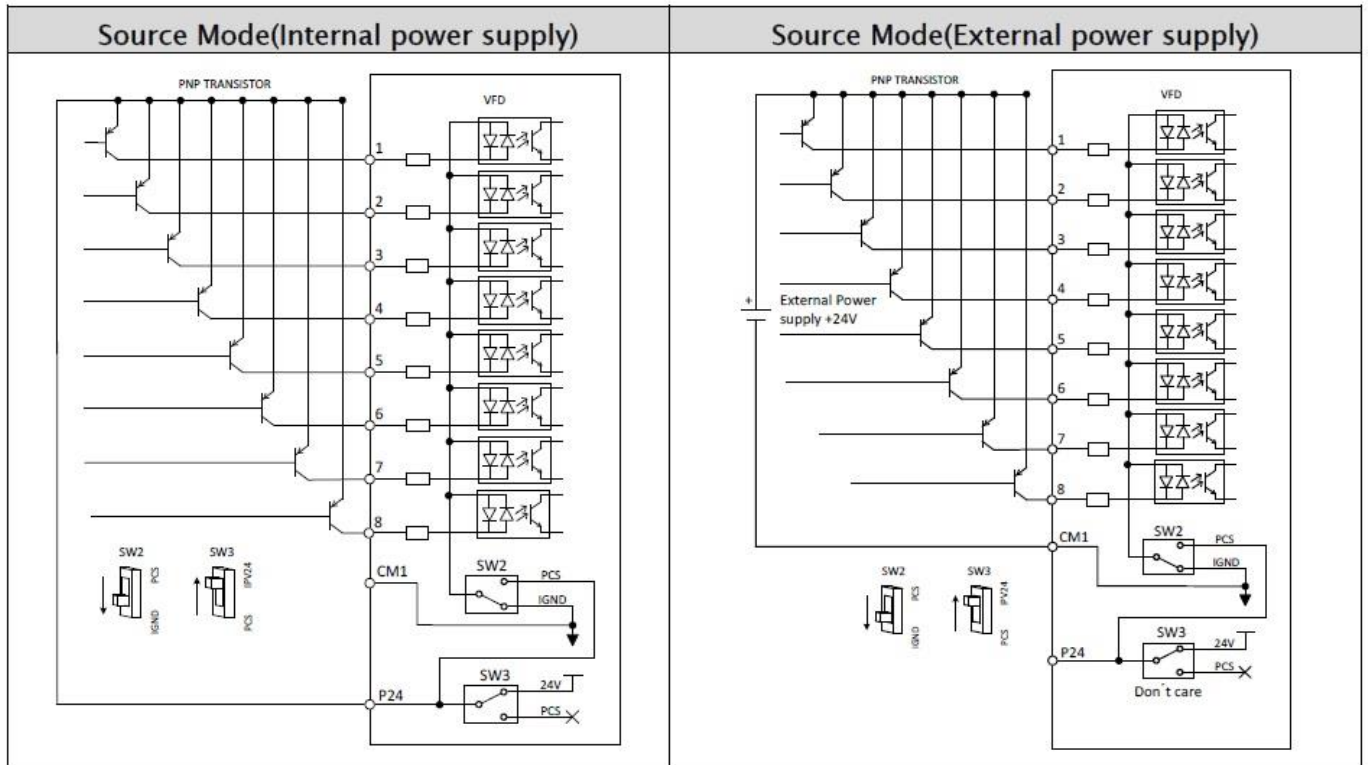 Source Mode(Internal power supply)
PNP TRANSISTOR
VFD
1
2
3
4
5
6
7
8
SW2
PCS
IGND
SW3
IPV24
PCS
CM1
SW2
PCS
IGND
SW3
24V
PCS
P24
Source Mode(External power supply)
PNP TRANSISTOR
VFD
1
2
3
4
5
6
7
8
+
External Power
supply +24V
CM1
SW2
PCS
IGND
SW2
PCS
IGND
SW3
IPV24
PCS
P24
SW3
24V
PCS
Don´t care